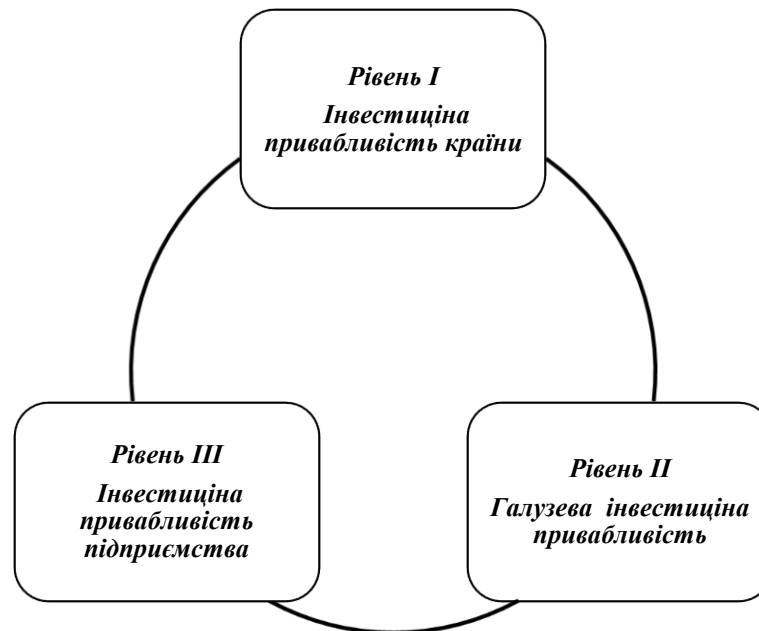 Рівень I
Інвестиціна
привабливість країни
Рівень III
Інвестиціна
привабливість
підприємства
Рівень II
Галузева інвестиціна
привабливість